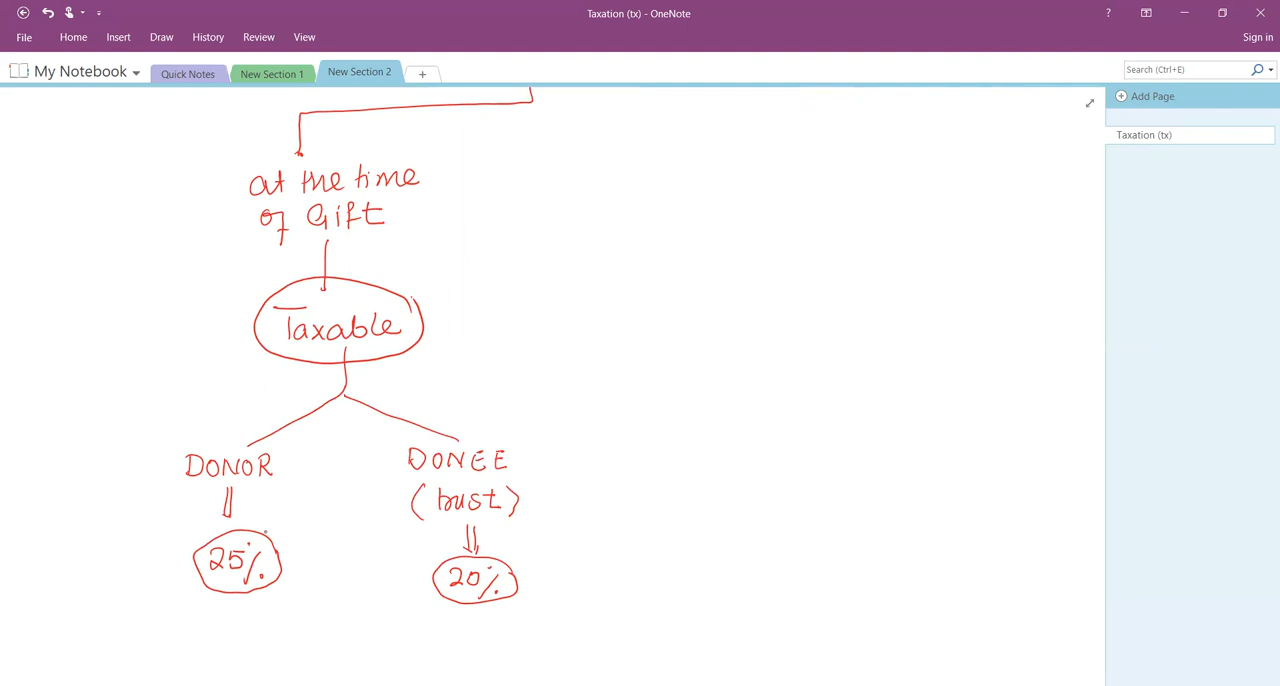 Taxation (tx) - OneNote
?
File
Home
Insert
Draw
History
Review
View
Sign in
My Notebook
Quick Notes
New Section 1
New Section 2
+
Search (Ctrl+E)
Add Page
Taxation (tx)
at the time
of Gift
Taxable
DONOR
DONEE
(trust)
25%
20%